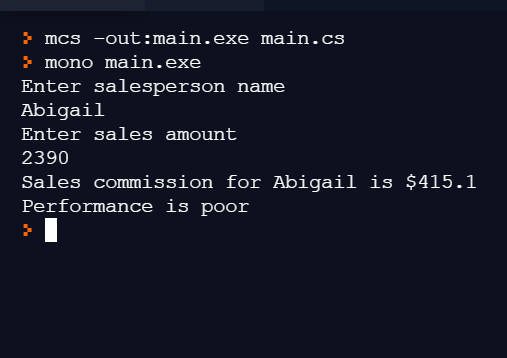 mcs -out:main.exe main.cs
mono main.exe
Enter salesperson name
Abigail
Enter sales amount
2390
Sales commission for Abigail is $415.1
Performance is poor